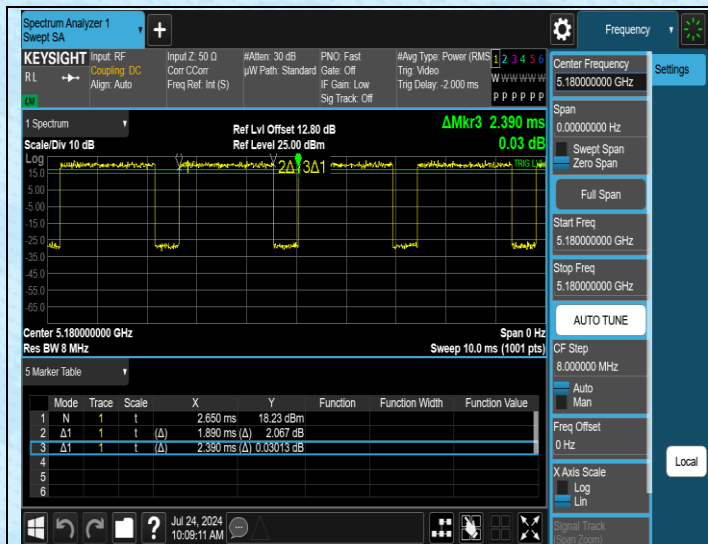 Spectrum Analyzer 1
Swept SA
Frequency
KEYSIGHT
RL
LXI
Input: RF
Coupling: DC
Align: Auto
Input Z: 50 Ω
Corr CCorr
Freq Ref: Int (S)
#Atten: 30 dB
µW Path: Standard
PNO: Fast
Gate: Off
IF Gain: Low
Sig Track: Off
#Avg Type: Power (RMS
Trig: Video
Trig Delay: -2.000 ms
1 2 3 4 5 6
W W W W W W
P P P P P P
Center Frequency
5.180000000 GHz
Settings
Span
0.00000000 Hz
Swept Span
Zero Span
Full Span
Start Freq
5.180000000 GHz
Stop Freq
5.180000000 GHz
AUTO TUNE
CF Step
8.000000 MHz
Auto
Man
Freq Offset
0 Hz
X Axis Scale
Log
Lin
Signal Track
(Span Zoom)
Local
1 Spectrum
Scale/Div 10 dB
Ref Lvl Offset 12.80 dB
Ref Level 25.00 dBm
ΔMkr3 2.390 ms
0.03 dB
Log
15.0
5.00
-5.00
-15.0
-25.0
-35.0
-45.0
-55.0
-65.0
1
2Δ1
3Δ1
Center 5.180000000 GHz
Res BW 8 MHz
Span 0 Hz
Sweep 10.0 ms (1001 pts)
5 Marker Table
Mode Trace Scale X Y Function Function Width Function Value
1 N 1 t 2.650 ms 18.23 dBm
2 Δ1 1 t (Δ) 1.890 ms (Δ) 2.067 dB
3 Δ1 1 t (Δ) 2.390 ms (Δ) 0.03013 dB
4
5
6
?
Jul 24, 2024
10:09:11 AM